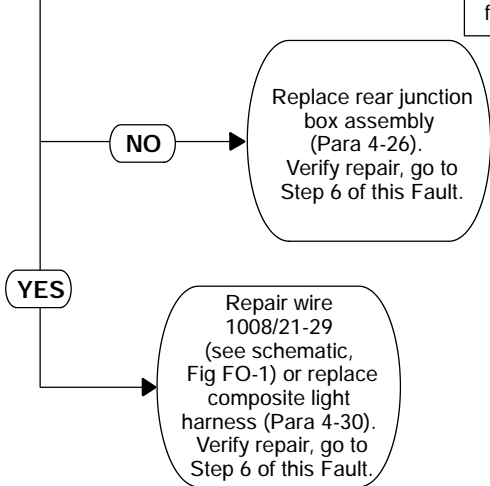 f
NO
Replace rear junction
box assembly
(Para 4-26).
Verify repair, go to
Step 6 of this Fault.
YES
Repair wire
1008/21-29
(see schematic,
Fig FO-1) or replace
composite light
harness (Para 4-30).
Verify repair, go to
Step 6 of this Fault.